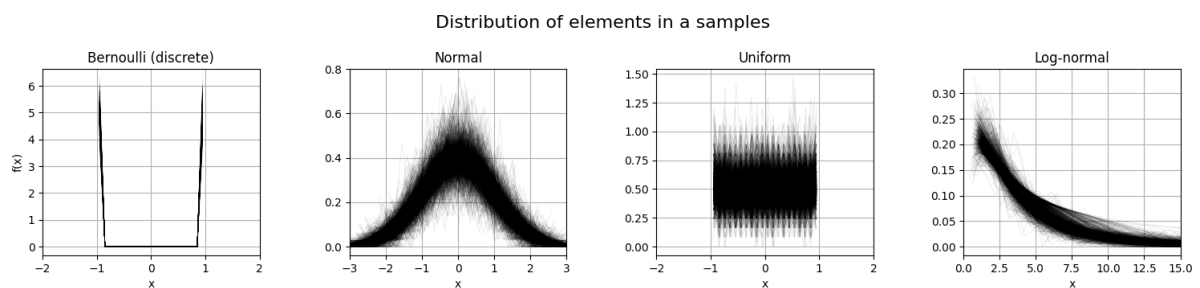 Distribution of elements in a samples
Bernoulli (discrete)
f(x)
6
5
4
3
2
1
0
−2 −1 0 1 2
x
Normal
0.8
0.6
0.4
0.2
0.0
−3 −2 −1 0 1 2 3
x
Uniform
1.50
1.25
1.00
0.75
0.50
0.25
0.00
−2 −1 0 1 2
x
Log-normal
0.30
0.25
0.20
0.15
0.10
0.05
0.00
0.0 2.5 5.0 7.5 10.0 12.5 15.0
x